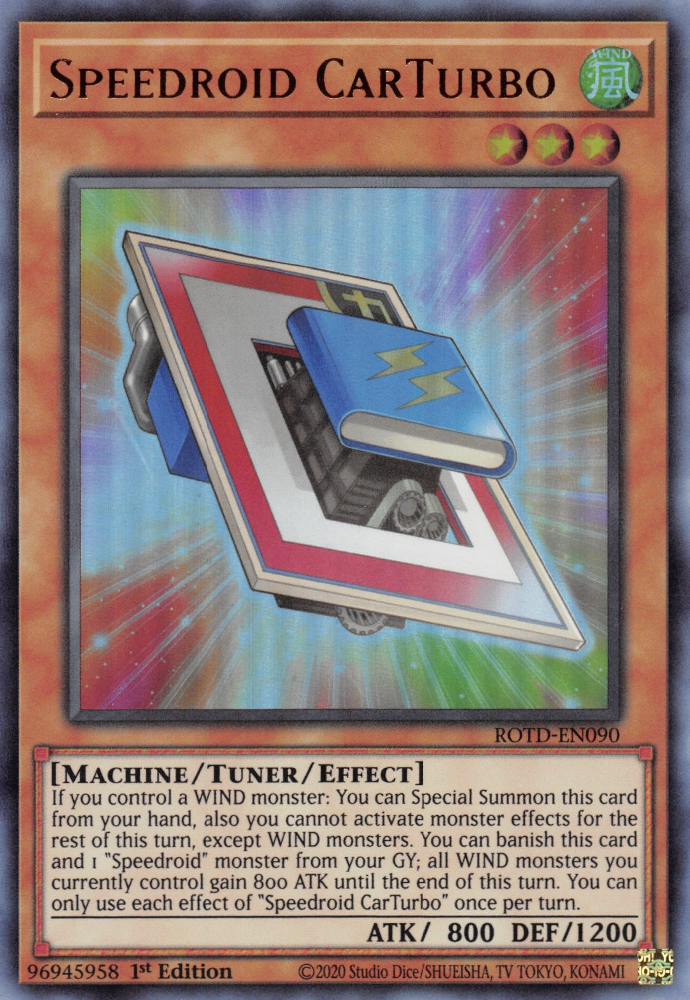 SPEEDROID CARTURBO
WIND
風
ROTD-EN090
[MACHINE/TUNER/EFFECT]
If you control a WIND monster: You can Special Summon this card
from your hand, also you cannot activate monster effects for the
rest of this turn, except WIND monsters. You can banish this card
and 1 "Speedroid" monster from your GY; all WIND monsters you
currently control gain 800 ATK until the end of this turn. You can
only use each effect of "Speedroid CarTurbo" once per turn.
ATK/ 800 DEF/1200
96945958 1st Edition ©2020 Studio Dice/SHUEISHA, TV TOKYO, KONAMI